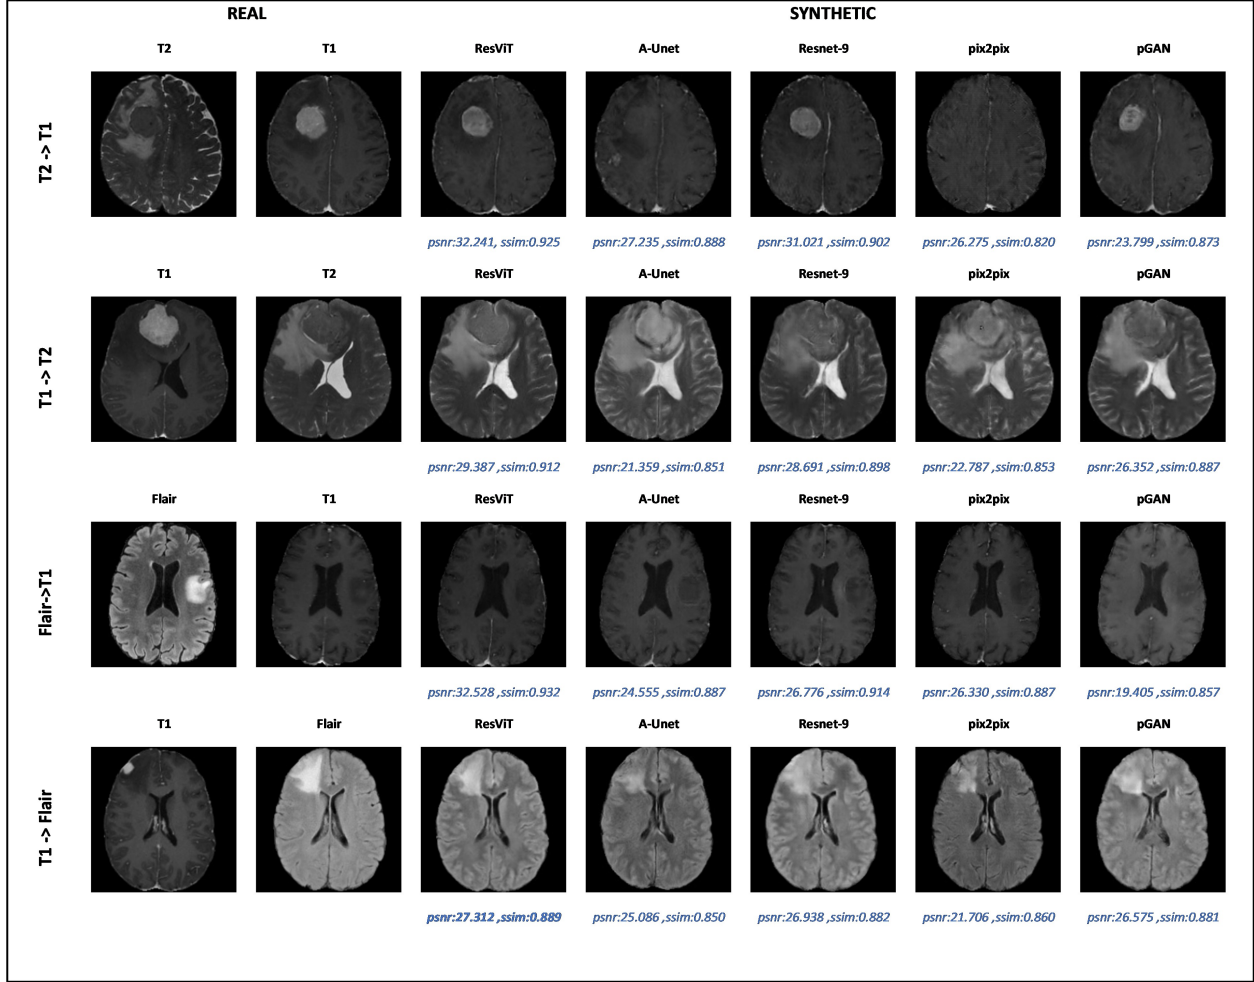 REAL SYNTHETIC
T2 T1 ResViT A-Unet Resnet-9 pix2pix pGAN
T2 -> T1
psnr:32.241, ssim:0.925 psnr:27.235 ,ssim:0.888 psnr:31.021 ,ssim:0.902 psnr:26.275 ,ssim:0.820 psnr:23.799 ,ssim:0.873
T1 T2 ResViT A-Unet Resnet-9 pix2pix pGAN
T1 -> T2
psnr:29.387 ,ssim:0.912 psnr:21.359 ,ssim:0.851 psnr:28.691 ,ssim:0.898 psnr:22.787 ,ssim:0.853 psnr:26.352 ,ssim:0.887
Flair T1 ResViT A-Unet Resnet-9 pix2pix pGAN
Flair->T1
psnr:32.528 ,ssim:0.932 psnr:24.555 ,ssim:0.887 psnr:26.776 ,ssim:0.914 psnr:26.330 ,ssim:0.887 psnr:19.405 ,ssim:0.857
T1 Flair ResViT A-Unet Resnet-9 pix2pix pGAN
T1 -> Flair
psnr:27.312 ,ssim:0.889 psnr:25.086 ,ssim:0.850 psnr:26.938 ,ssim:0.882 psnr:21.706 ,ssim:0.860 psnr:26.575 ,ssim:0.881